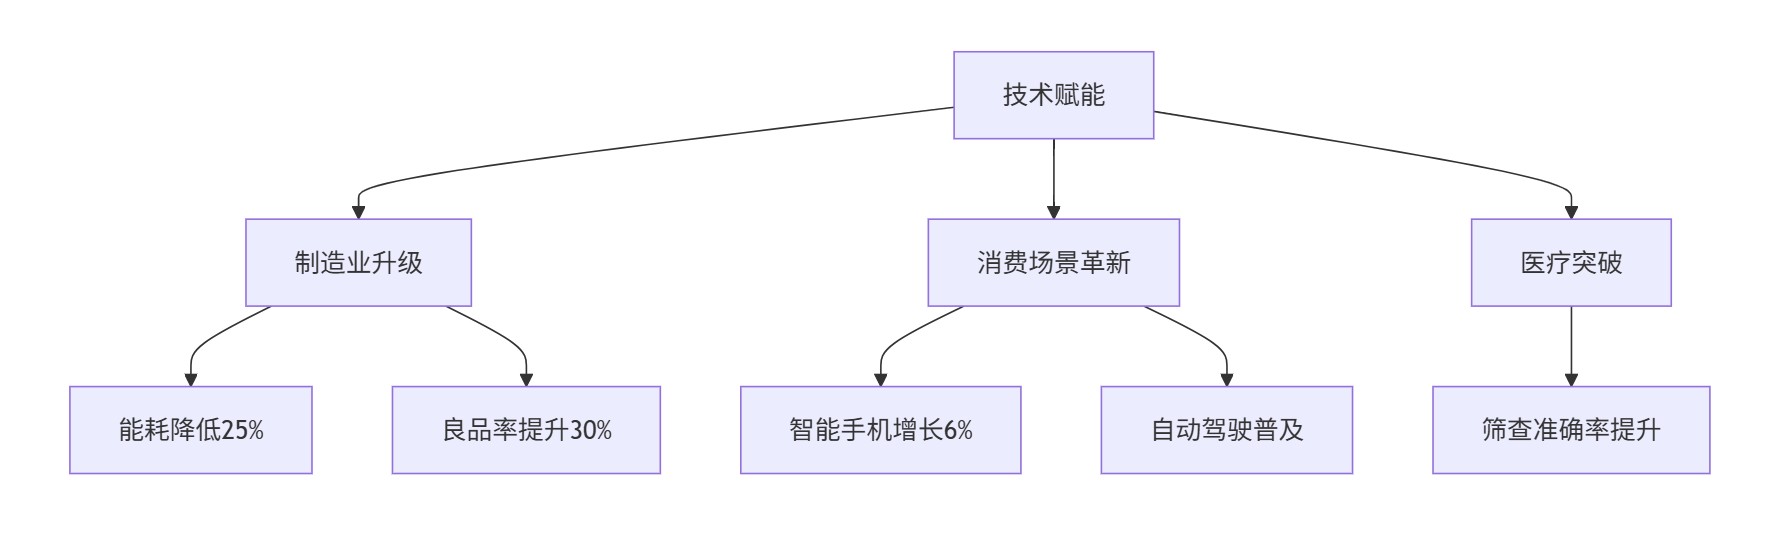 技术赋能
制造业升级
消费场景革新
医疗突破
能耗降低25%
良品率提升30%
智能手机增长6%
自动驾驶普及
筛查准确率提升